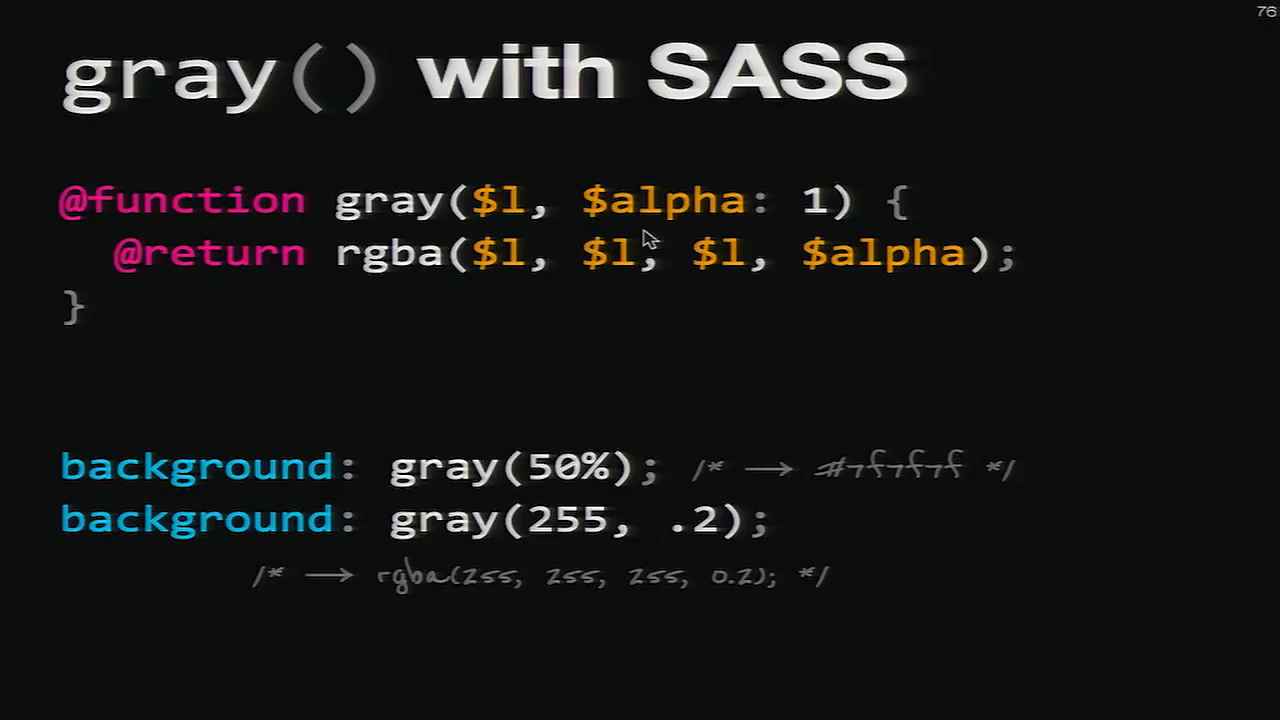 76
gray() with SASS
@function gray($l, $alpha: 1) {
@return rgba($l, $l, $l, $alpha);
}
background: gray(50%); /* → #7f7f7f */
background: gray(255, .2);
/* → rgba(255, 255, 255, 0.2); */